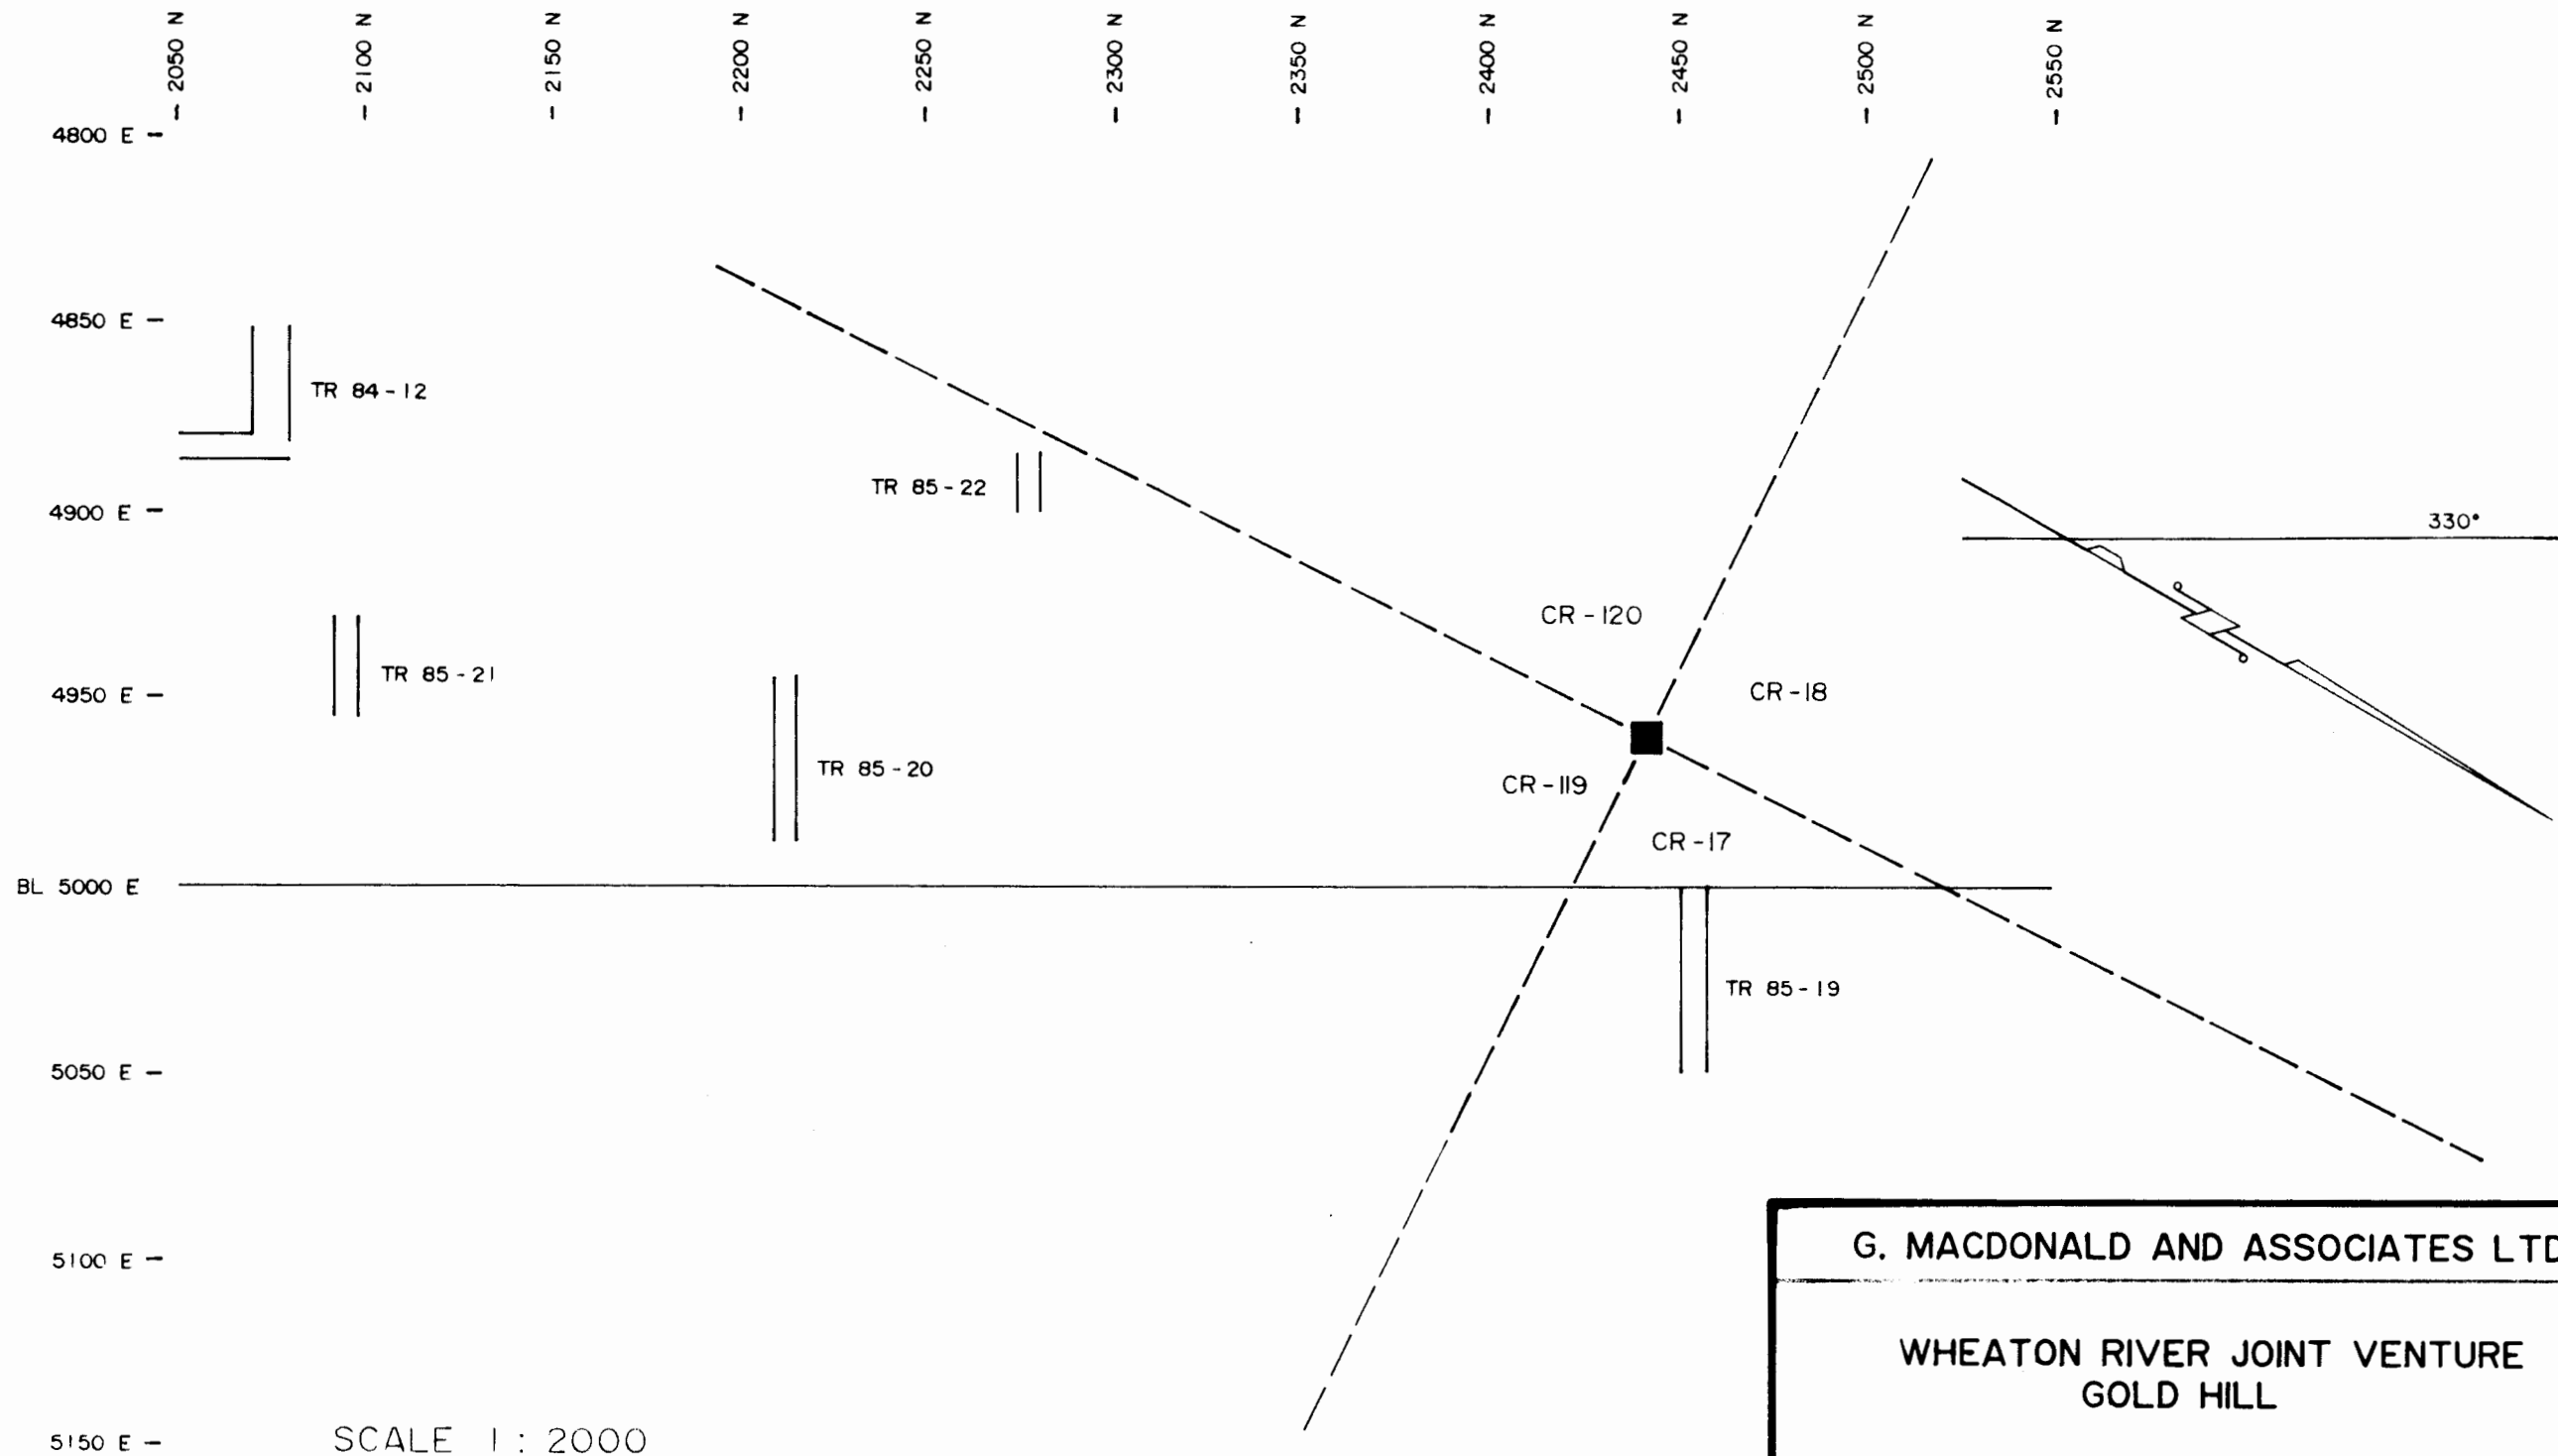 2050 N
2100 N
2150 N
2200 N
2250 N
2300 N
2350 N
2400 N
2450 N
2500 N
2550 N
4800 E
4850 E
TR 84-12
TR 85-22
4900 E
330°
CR-120
TR 85-21
4950 E
CR-18
TR 85-20
CR-119
CR-17
BL 5000 E
TR 85-19
5050 E
5100 E
G. MACDONALD AND ASSOCIATES LTD
WHEATON RIVER JOINT VENTURE
GOLD HILL
5150 E
SCALE 1 : 2000